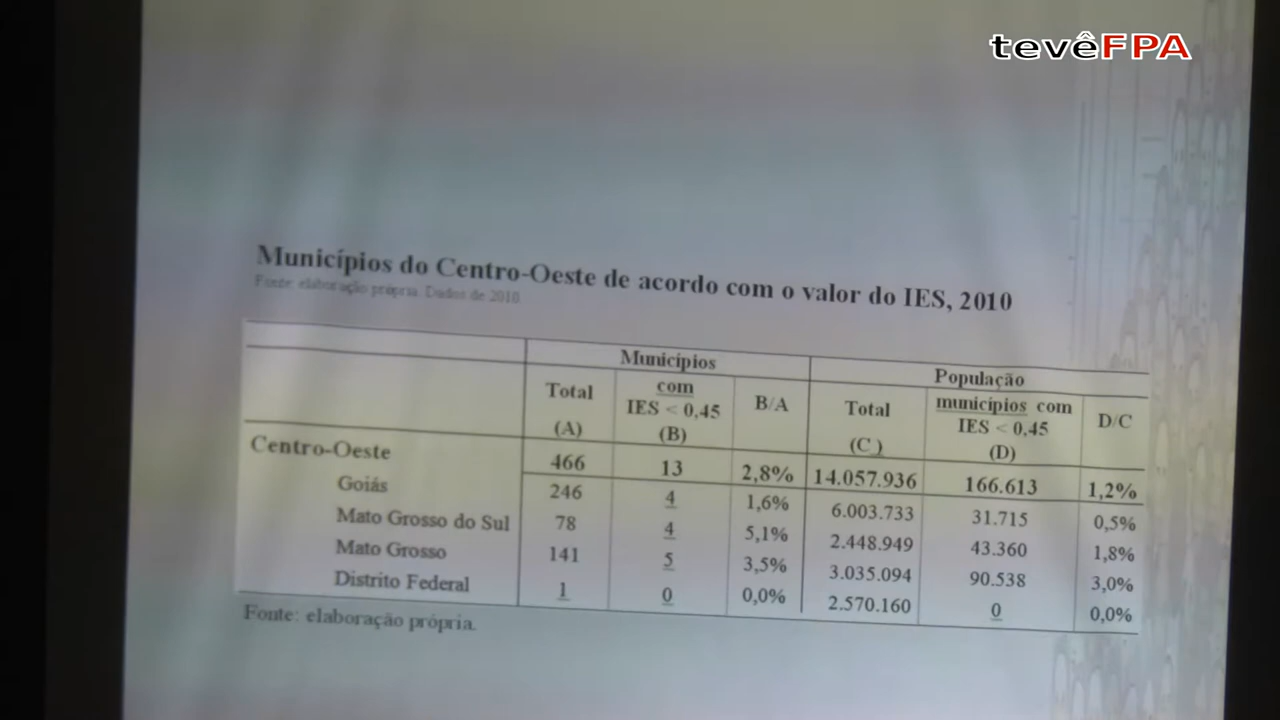 tevêFPA
Municípios do Centro-Oeste de acordo com o valor do IES, 2010
Fonte: elaboração própria. Dados de 2010.
Municípios População
Total (A) com IES < 0,45 (B) B/A Total (C) municípios com IES < 0,45 (D) D/C
Centro-Oeste 466 13 2,8% 14.057.936 166.613 1,2%
Goiás 246 4 1,6% 6.003.733 31.715 0,5%
Mato Grosso do Sul 78 4 5,1% 2.448.949 43.360 1,8%
Mato Grosso 141 5 3,5% 3.035.094 90.538 3,0%
Distrito Federal 1 0 0,0% 2.570.160 0 0,0%
Fonte: elaboração própria.